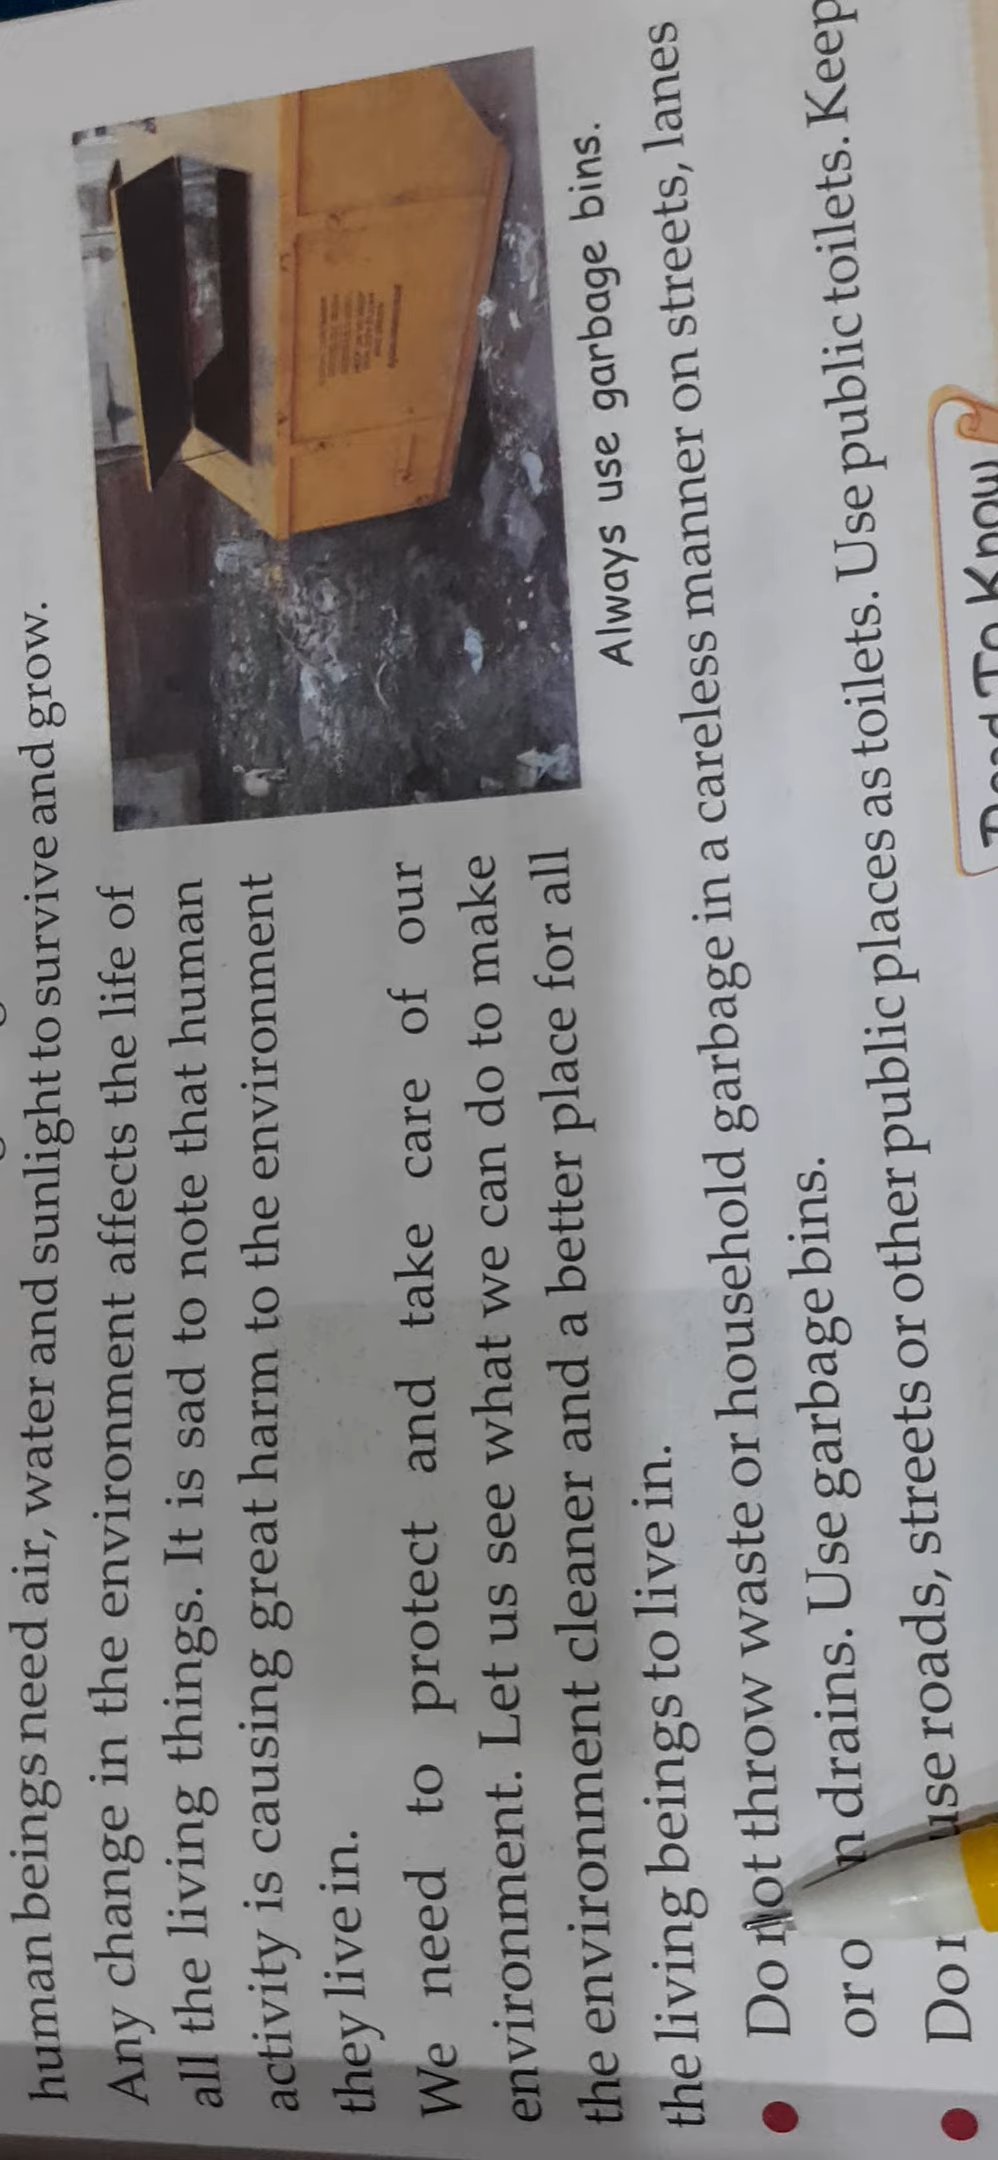 human beings need air, water and sunlight to survive and grow.
Any change in the environment affects the life of
all the living things. It is sad to note that human
activity is causing great harm to the environment
they live in.
We need to protect and take care of our
environment. Let us see what we can do to make
the environment cleaner and a better place for all
the living beings to live in.
Always use garbage bins.
Do not throw waste or household garbage in a careless manner on streets, lanes
or drains. Use garbage bins.
Do use roads, streets or other public places as toilets. Use public toilets. Keep
To Know